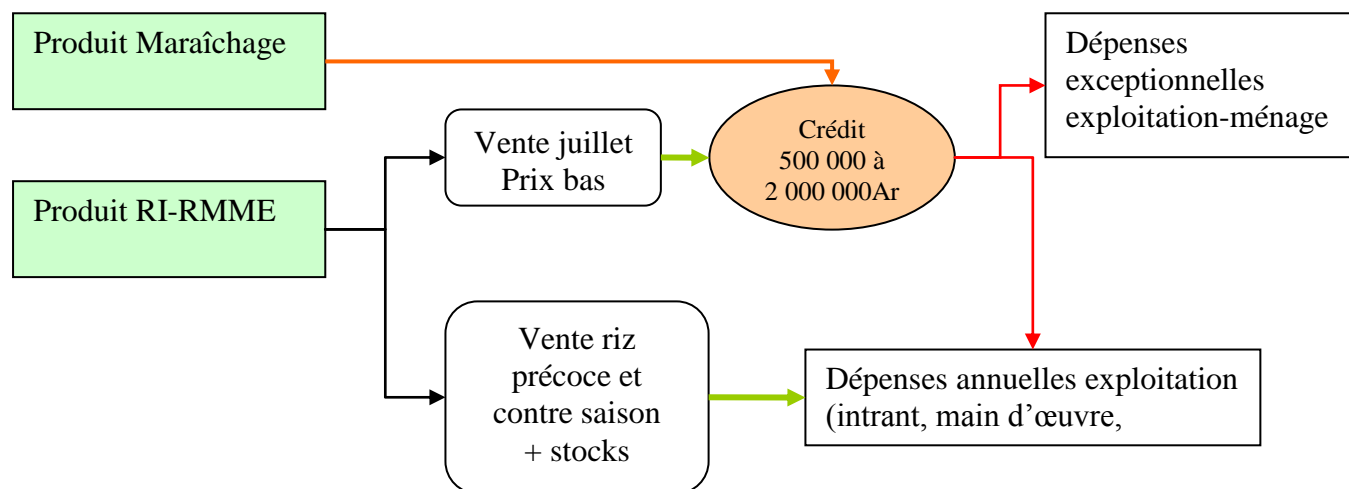 Produit Maraîchage
Dépenses
exceptionnelles
exploitation-ménage
Crédit
500 000 à
2 000 000Ar
Vente juillet
Prix bas
Produit RI-RMME
Vente riz
précoce et
contre saison
+ stocks
Dépenses annuelles exploitation
(intrant, main d’œuvre,